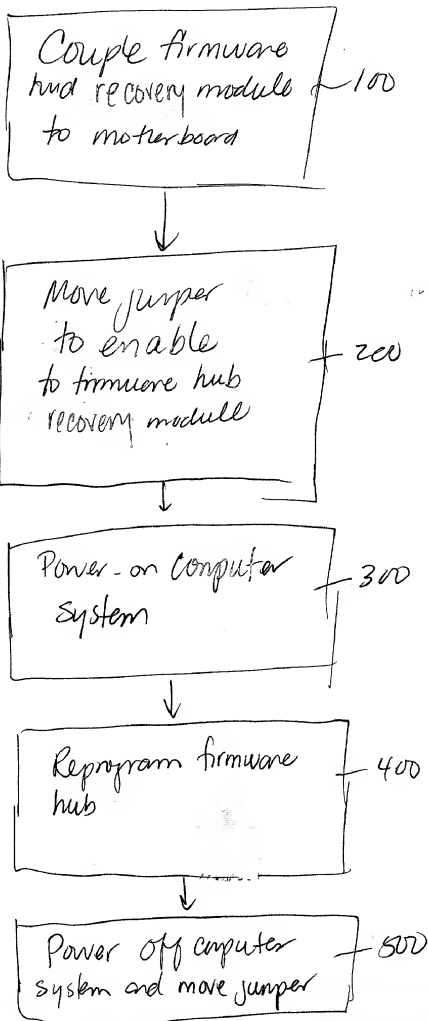 Couple firmware
hud recovery module
to motherboard
100
Move jumper
to enable
to firmware hub
recovery module
200
Power-on computer
system
300
Reprogram firmware
hub
400
Power off computer
system and move jumper
500